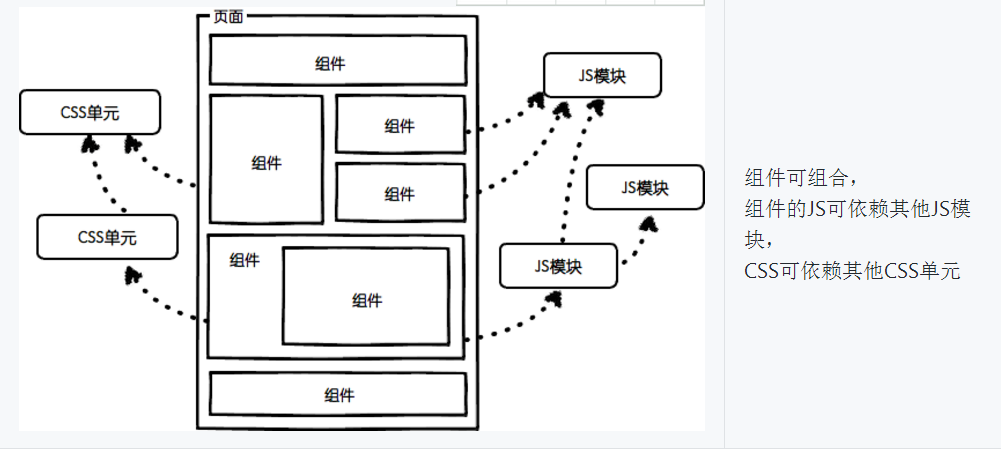 页面
组件
JS模块
CSS单元
组件
组件
组件
JS模块
CSS单元
组件
JS模块
组件
组件
组件可组合，
组件的JS可依赖其他JS模
块，
CSS可依赖其他CSS单元